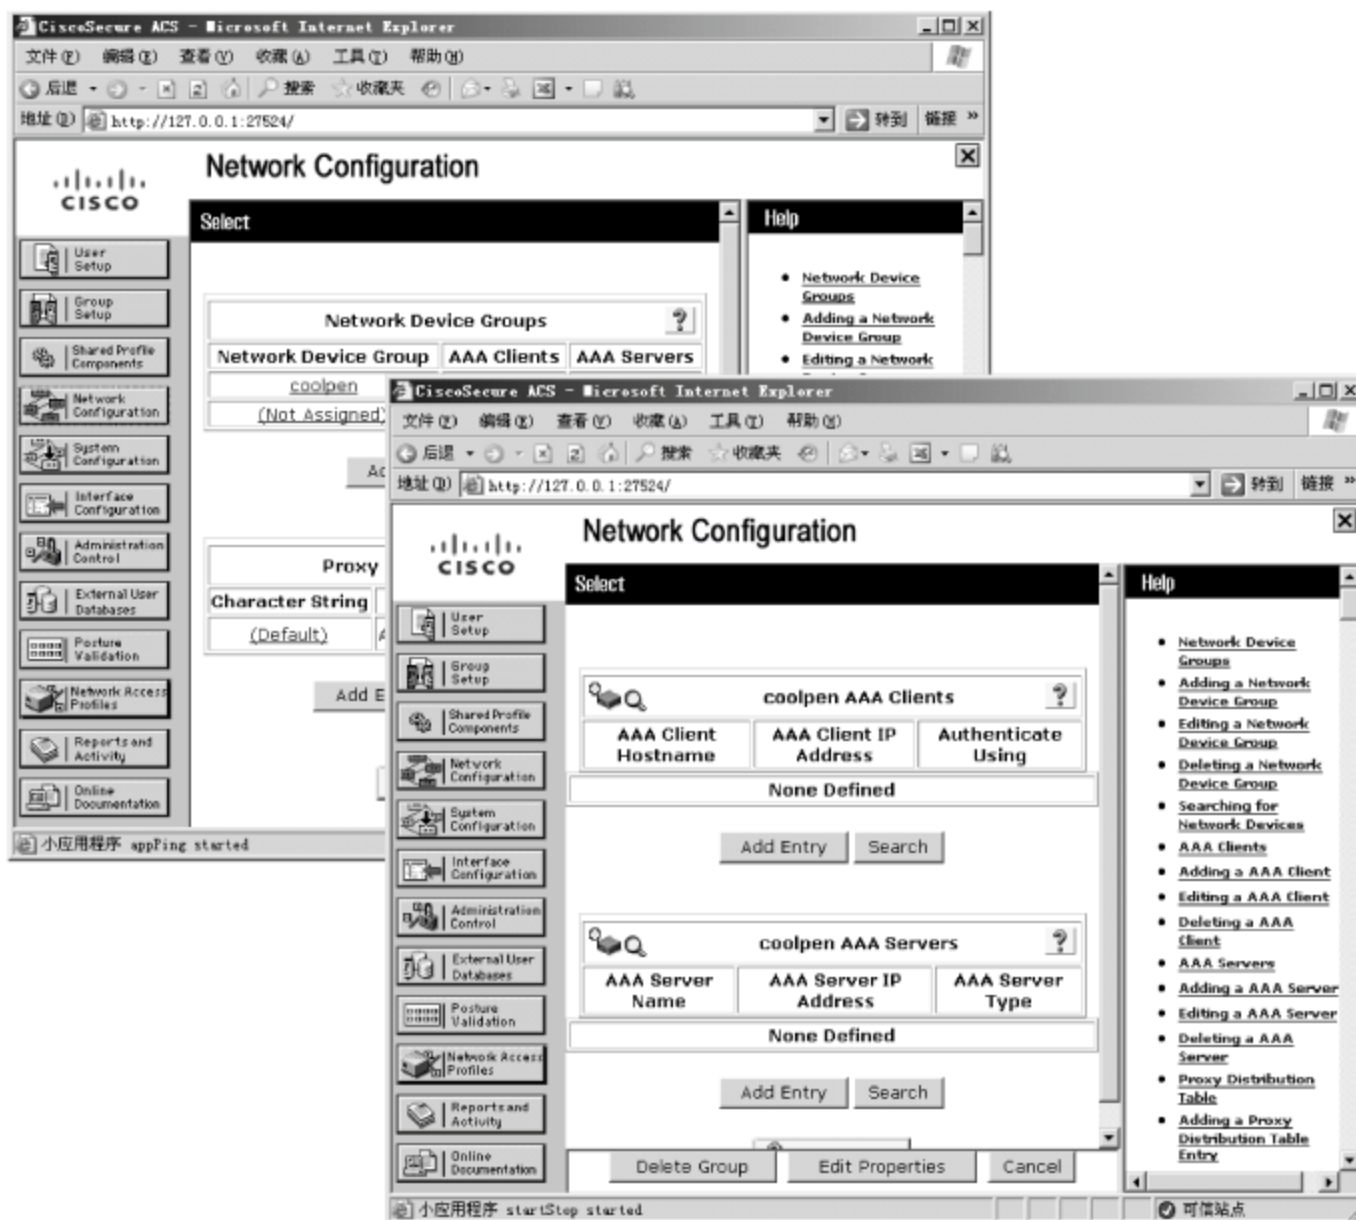 CiscoSecure ACS - Microsoft Internet Explorer
文件(F) 编辑(E) 查看(V) 收藏(A) 工具(T) 帮助(H)
后退 搜索 收藏夹
地址(D) http://127.0.0.1:27524/ 转到 链接 »
CISCO
Network Configuration
Select
Help
User Setup
Group Setup
Shared Profile Components
Network Configuration
System Configuration
Interface Configuration
Administration Control
External User Databases
Posture Validation
Network Access Profiles
Reports and Activity
Online Documentation
Network Device Groups
Network Device Group AAA Clients AAA Servers
coolpen
(Not Assigned)
Proxy
Character String
(Default)
Add E
Network Device Groups
Adding a Network Device Group
Editing a Network
小应用程序 appPing started
CiscoSecure ACS - Microsoft Internet Explorer
文件(F) 编辑(E) 查看(V) 收藏(A) 工具(T) 帮助(H)
后退 搜索 收藏夹
地址(D) http://127.0.0.1:27524/ 转到 链接 »
CISCO
Network Configuration
Select
Help
User Setup
Group Setup
Shared Profile Components
Network Configuration
System Configuration
Interface Configuration
Administration Control
External User Databases
Posture Validation
Network Access Profiles
Reports and Activity
Online Documentation
coolpen AAA Clients
AAA Client Hostname AAA Client IP Address Authenticate Using
None Defined
Add Entry Search
coolpen AAA Servers
AAA Server Name AAA Server IP Address AAA Server Type
None Defined
Add Entry Search
Delete Group Edit Properties Cancel
Network Device Groups
Adding a Network Device Group
Editing a Network Device Group
Deleting a Network Device Group
Searching for Network Devices
AAA Clients
Adding a AAA Client
Editing a AAA Client
Deleting a AAA Client
AAA Servers
Adding a AAA Server
Editing a AAA Server
Deleting a AAA Server
Proxy Distribution Table
Adding a Proxy Distribution Table Entry
小应用程序 startStop started
可信站点